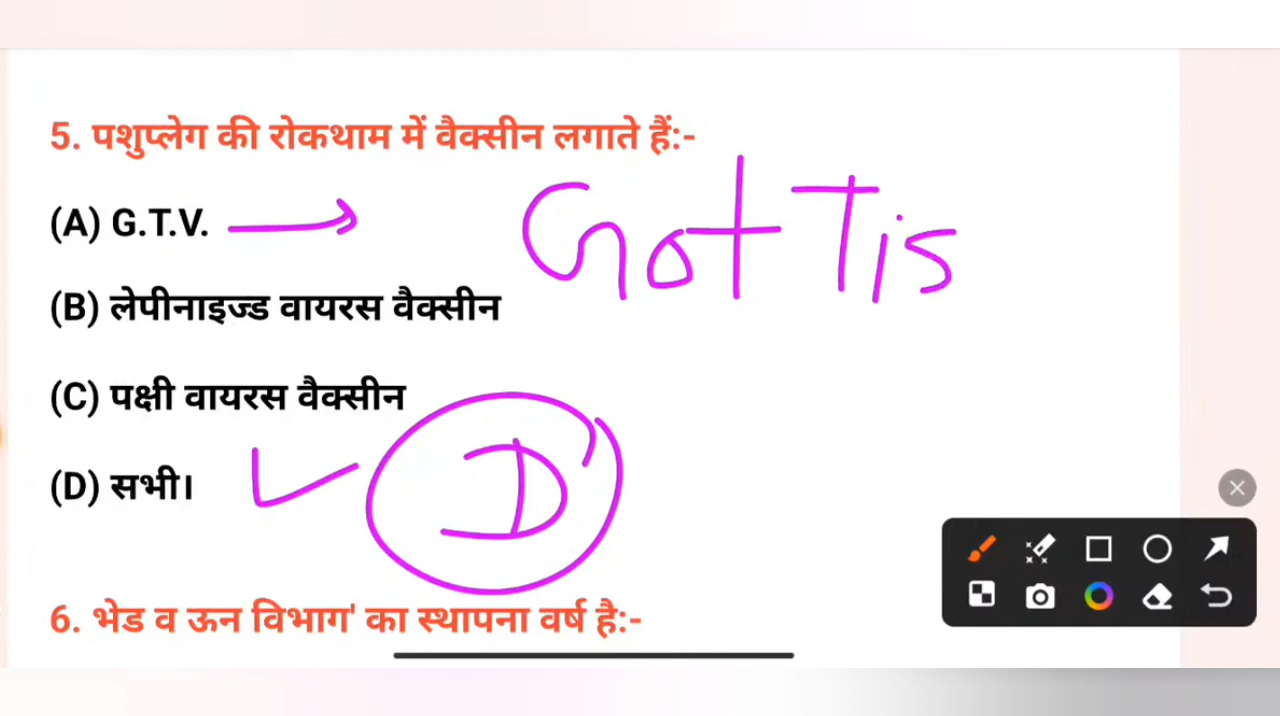 5. पशुप्लेग की रोकथाम में वैक्सीन लगाते हैं:-
(A) G.T.V.
Got Tis
(B) लेपीनाइज्ड वायरस वैक्सीन
(C) पक्षी वायरस वैक्सीन
(D) सभी।
D
6. भेड व ऊन विभाग' का स्थापना वर्ष है:-